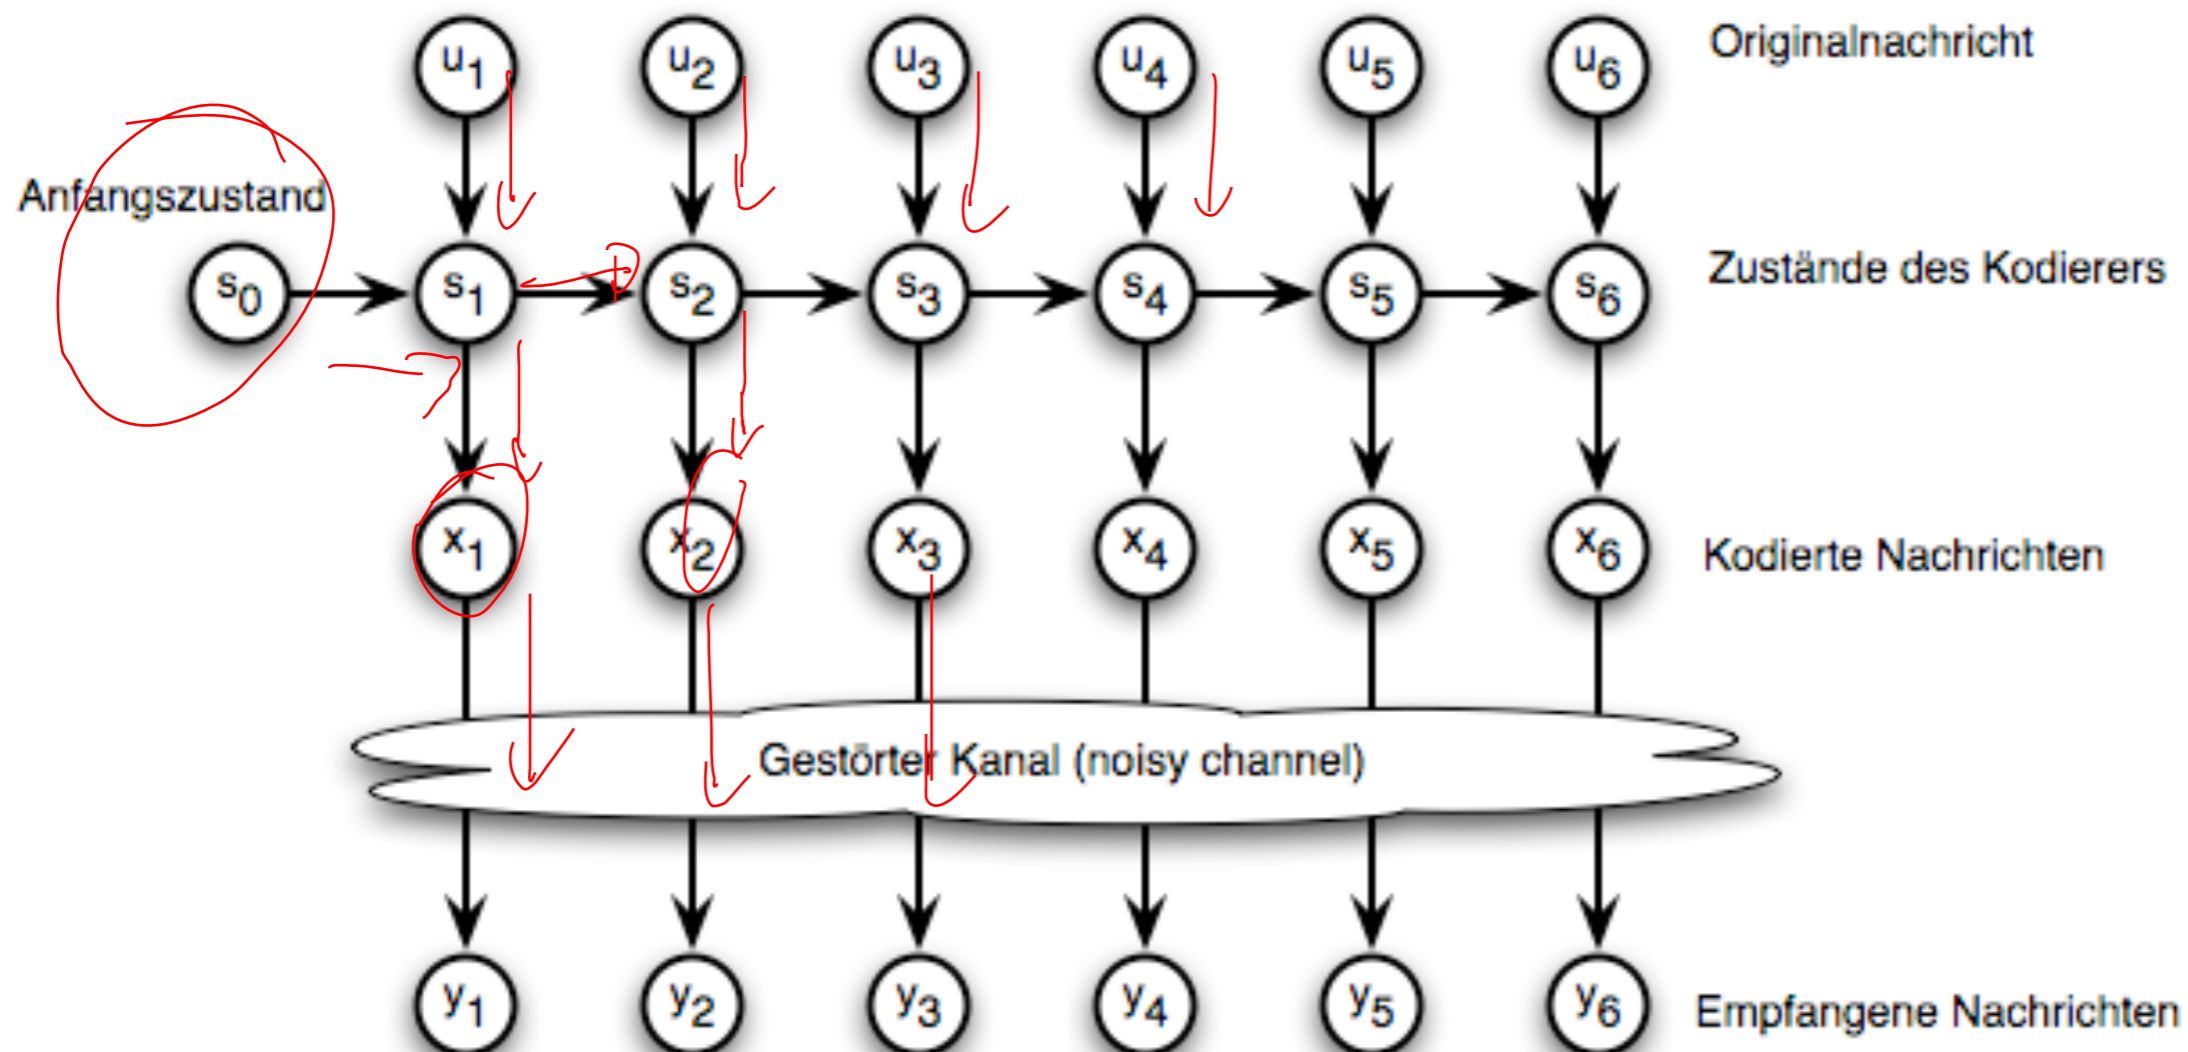 u1 u2 u3 u4 u5 u6 Originalnachricht
Anfangszustand
s0 s1 s2 s3 s4 s5 s6 Zustände des Kodierers
x1 x2 x3 x4 x5 x6 Kodierte Nachrichten
Gestörter Kanal (noisy channel)
y1 y2 y3 y4 y5 y6 Empfangene Nachrichten